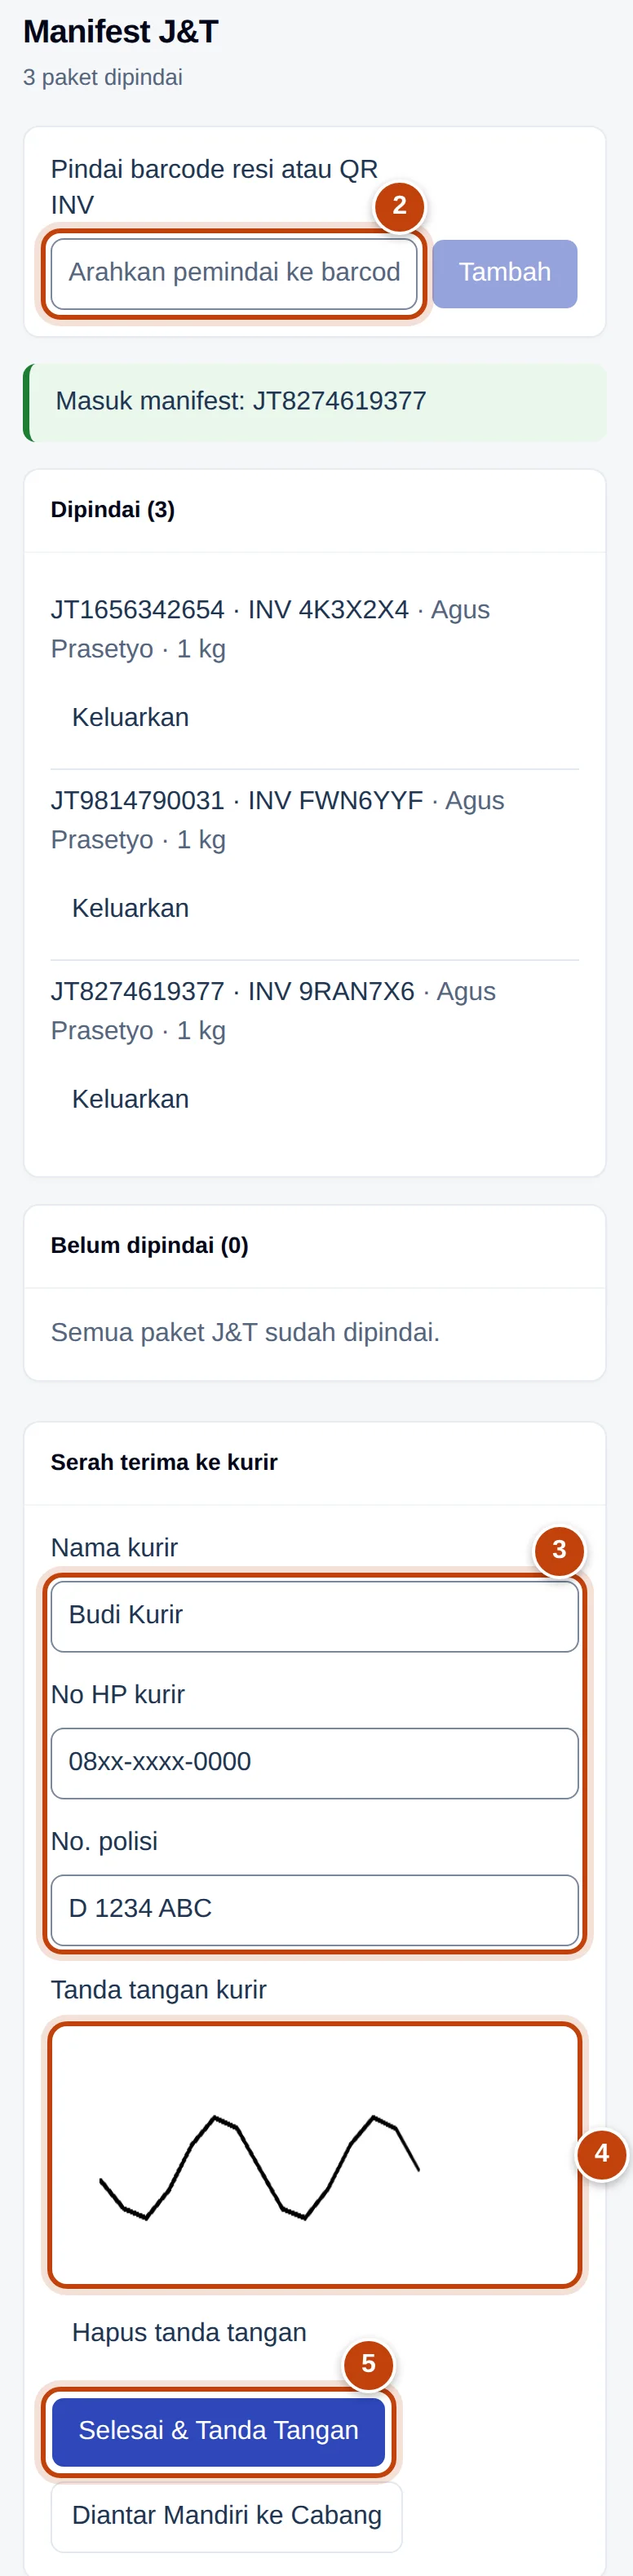 Manifest J&T
3 paket dipindai
Pindai barcode resi atau QR
INV
2
Arahkan pemindai ke barcod
Tambah
Masuk manifest: JT8274619377
Dipindai (3)
JT1656342654 · INV 4K3X2X4 · Agus
Prasetyo · 1 kg
Keluarkan
JT9814790031 · INV FWN6YYF · Agus
Prasetyo · 1 kg
Keluarkan
JT8274619377 · INV 9RAN7X6 · Agus
Prasetyo · 1 kg
Keluarkan
Belum dipindai (0)
Semua paket J&T sudah dipindai.
Serah terima ke kurir
Nama kurir
3
Budi Kurir
No HP kurir
08xx-xxxx-0000
No. polisi
D 1234 ABC
Tanda tangan kurir
4
Hapus tanda tangan
5
Selesai & Tanda Tangan
Diantar Mandiri ke Cabang